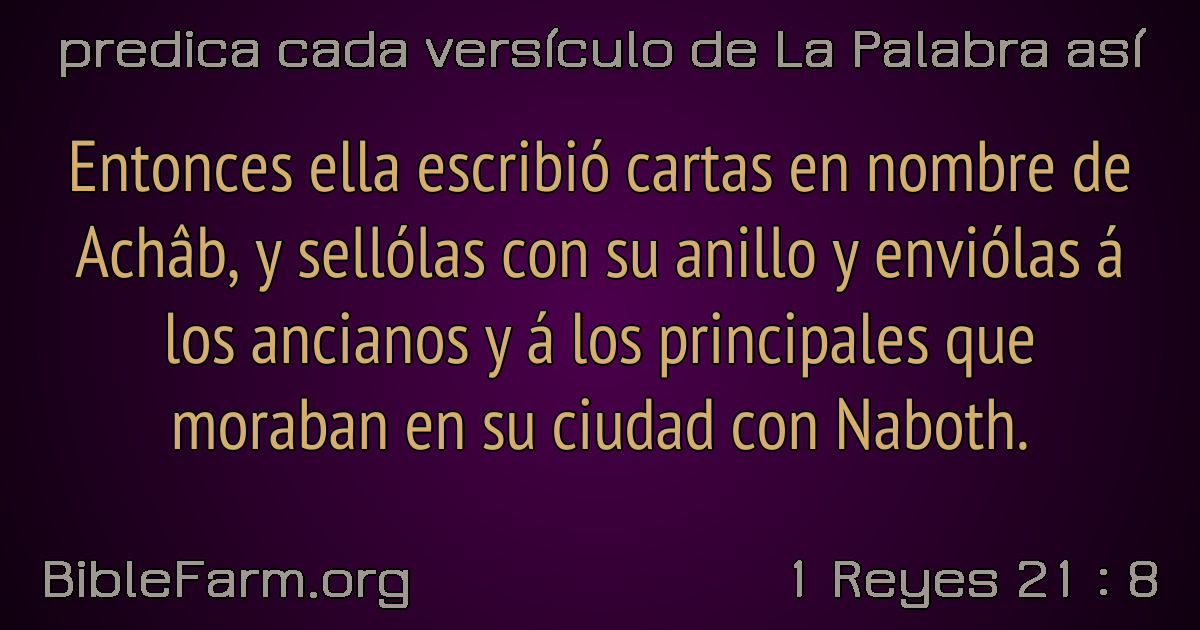 predica cada versículo de La Palabra así
Entonces ella escribió cartas en nombre de
Achâb, y sellólas con su anillo y enviólas á
los ancianos y á los principales que
moraban en su ciudad con Naboth.
BibleFarm.org
1 Reyes 21 : 8